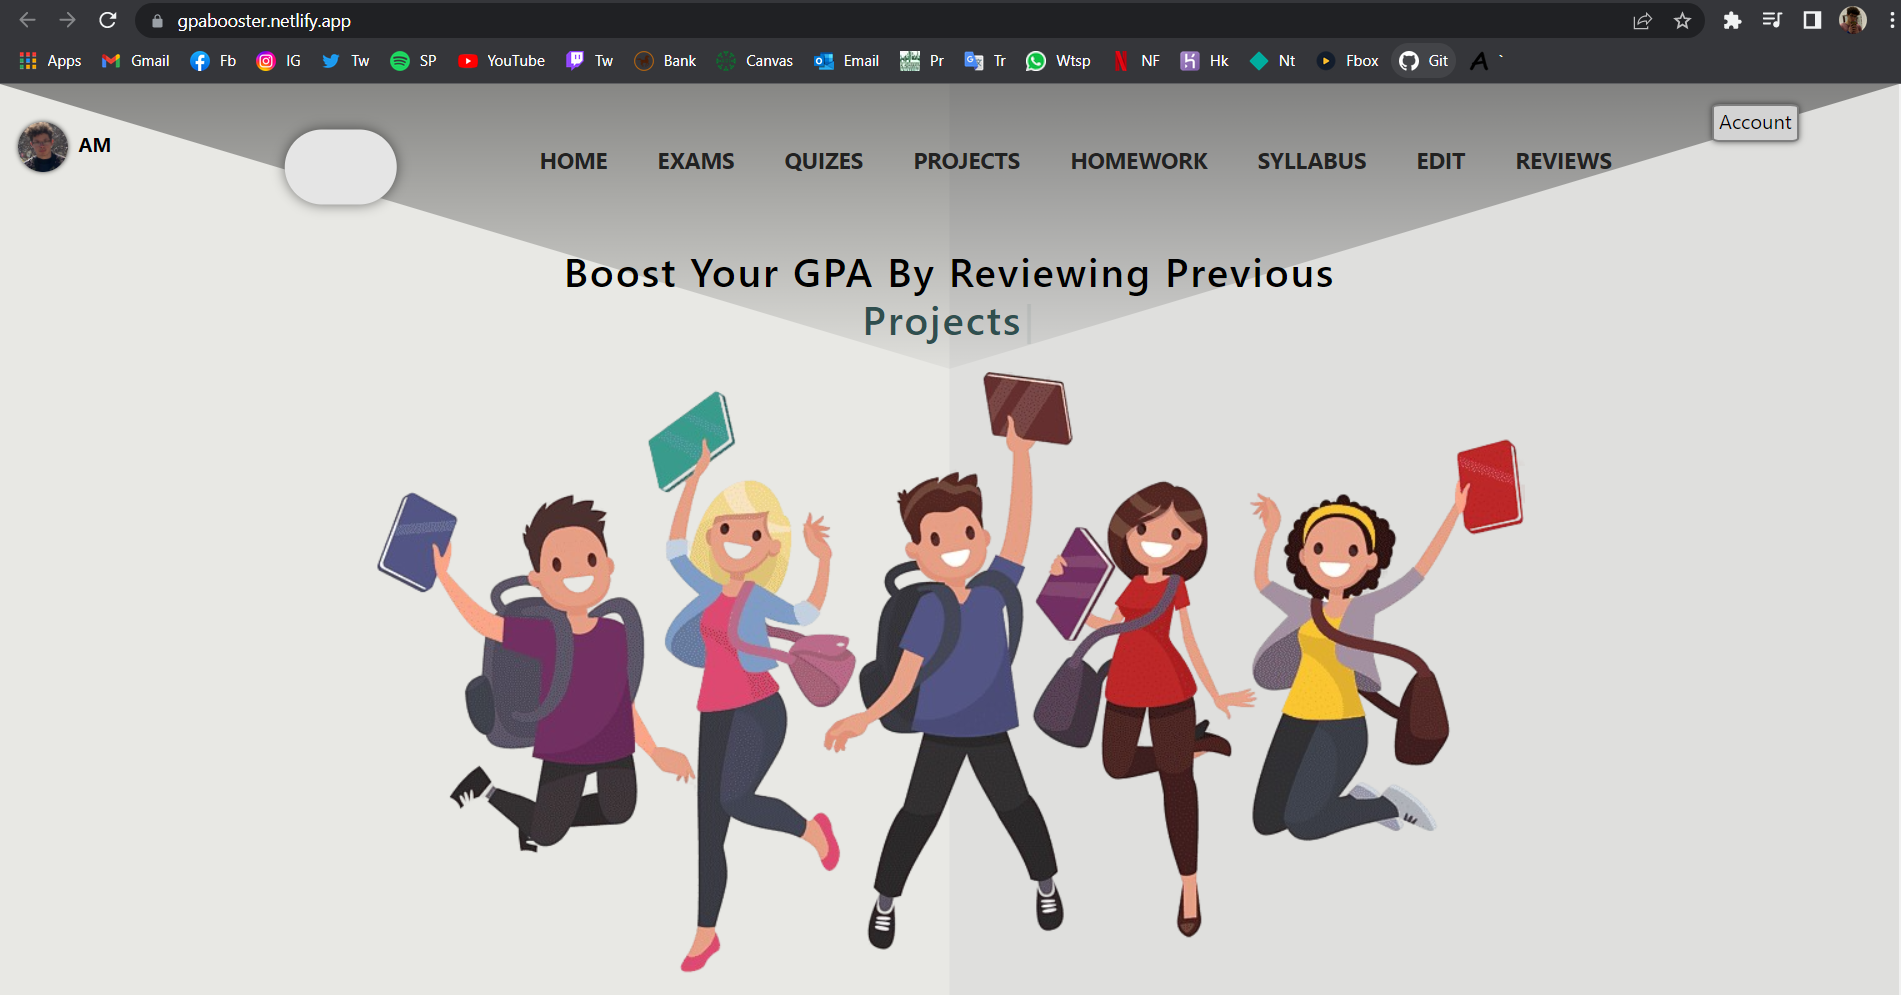 gpabooster.netlify.app
Apps Gmail Fb IG Tw SP YouTube Tw Bank Canvas Email Pr Tr Wtsp NF Hk Nt Fbox Git `
AM
Account
HOME EXAMS QUIZES PROJECTS HOMEWORK SYLLABUS EDIT REVIEWS
Boost Your GPA By Reviewing Previous
Projects